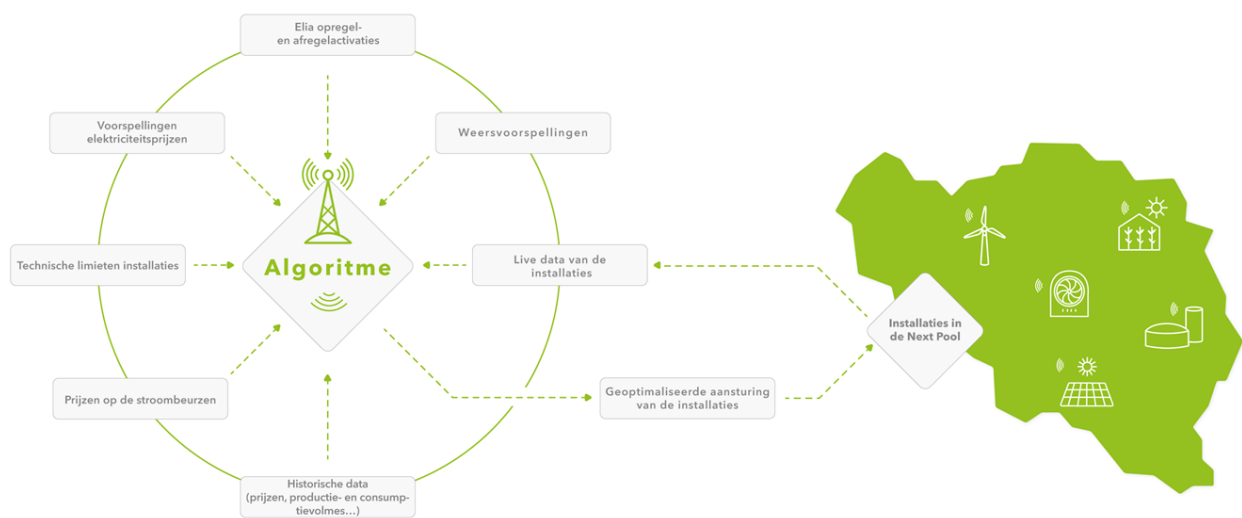 Elia opregel-
en afregelactivaties
Voorspellingen
elektriciteitsprijzen
Weersvoorspellingen
Technische limieten installaties
Algoritme
Live data van de
installaties
Installaties in
de Next Pool
Prijzen op de stroombeurzen
Geoptimaliseerde aansturing
van de installaties
Historische data
(prijzen, productie- en consump-
tievolmes...)